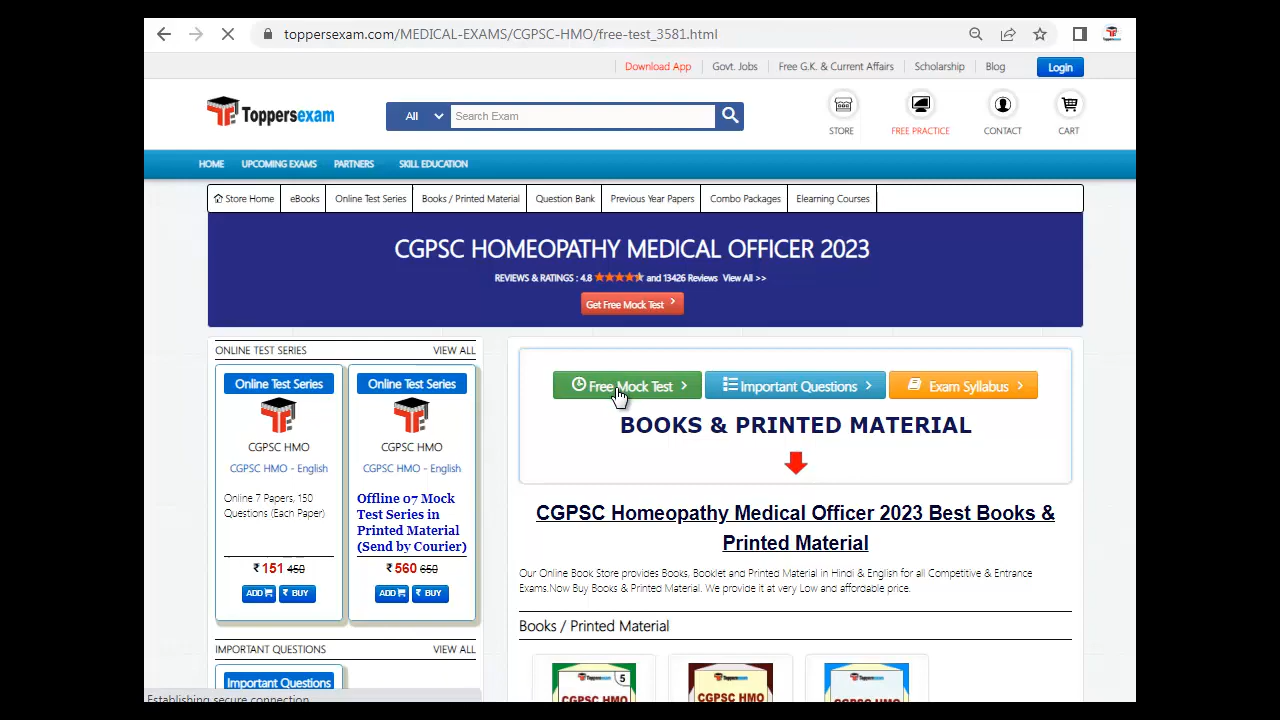 toppersexam.com/MEDICAL-EXAMS/CGPSC-HMO/free-test_3581.html
Download App
Govt. Jobs
Free G.K. & Current Affairs
Scholarship
Blog
Login
Toppersexam
All
Search Exam
STORE
FREE PRACTICE
CONTACT
CART
HOME
UPCOMING EXAMS
PARTNERS
SKILL EDUCATION
Store Home
eBooks
Online Test Series
Books / Printed Material
Question Bank
Previous Year Papers
Combo Packages
Elearning Courses
CGPSC HOMEOPATHY MEDICAL OFFICER 2023
REVIEWS & RATINGS : 4.8 and 13426 Reviews View All >>
Get Free Mock Test
ONLINE TEST SERIES
VIEW ALL
Online Test Series
CGPSC HMO
CGPSC HMO - English
Online 7 Papers, 150
Questions (Each Paper)
₹ 151 450
ADD
₹ BUY
Online Test Series
CGPSC HMO
CGPSC HMO - English
Offline 07 Mock
Test Series in
Printed Material
(Send by Courier)
₹ 560 650
ADD
₹ BUY
IMPORTANT QUESTIONS
VIEW ALL
Important Questions
Establishing secure connection
Free Mock Test
Important Questions
Exam Syllabus
BOOKS & PRINTED MATERIAL
CGPSC Homeopathy Medical Officer 2023 Best Books &
Printed Material
Our Online Book Store provides Books, Booklet and Printed Material in Hindi & English for all Competitive & Entrance
Exams.Now Buy Books & Printed Material. We provide it at very Low and affordable price.
Books / Printed Material
Toppersexam
5
CGPSC HMO
Toppersexam
CGPSC HMO
Toppersexam
CGPSC HMO